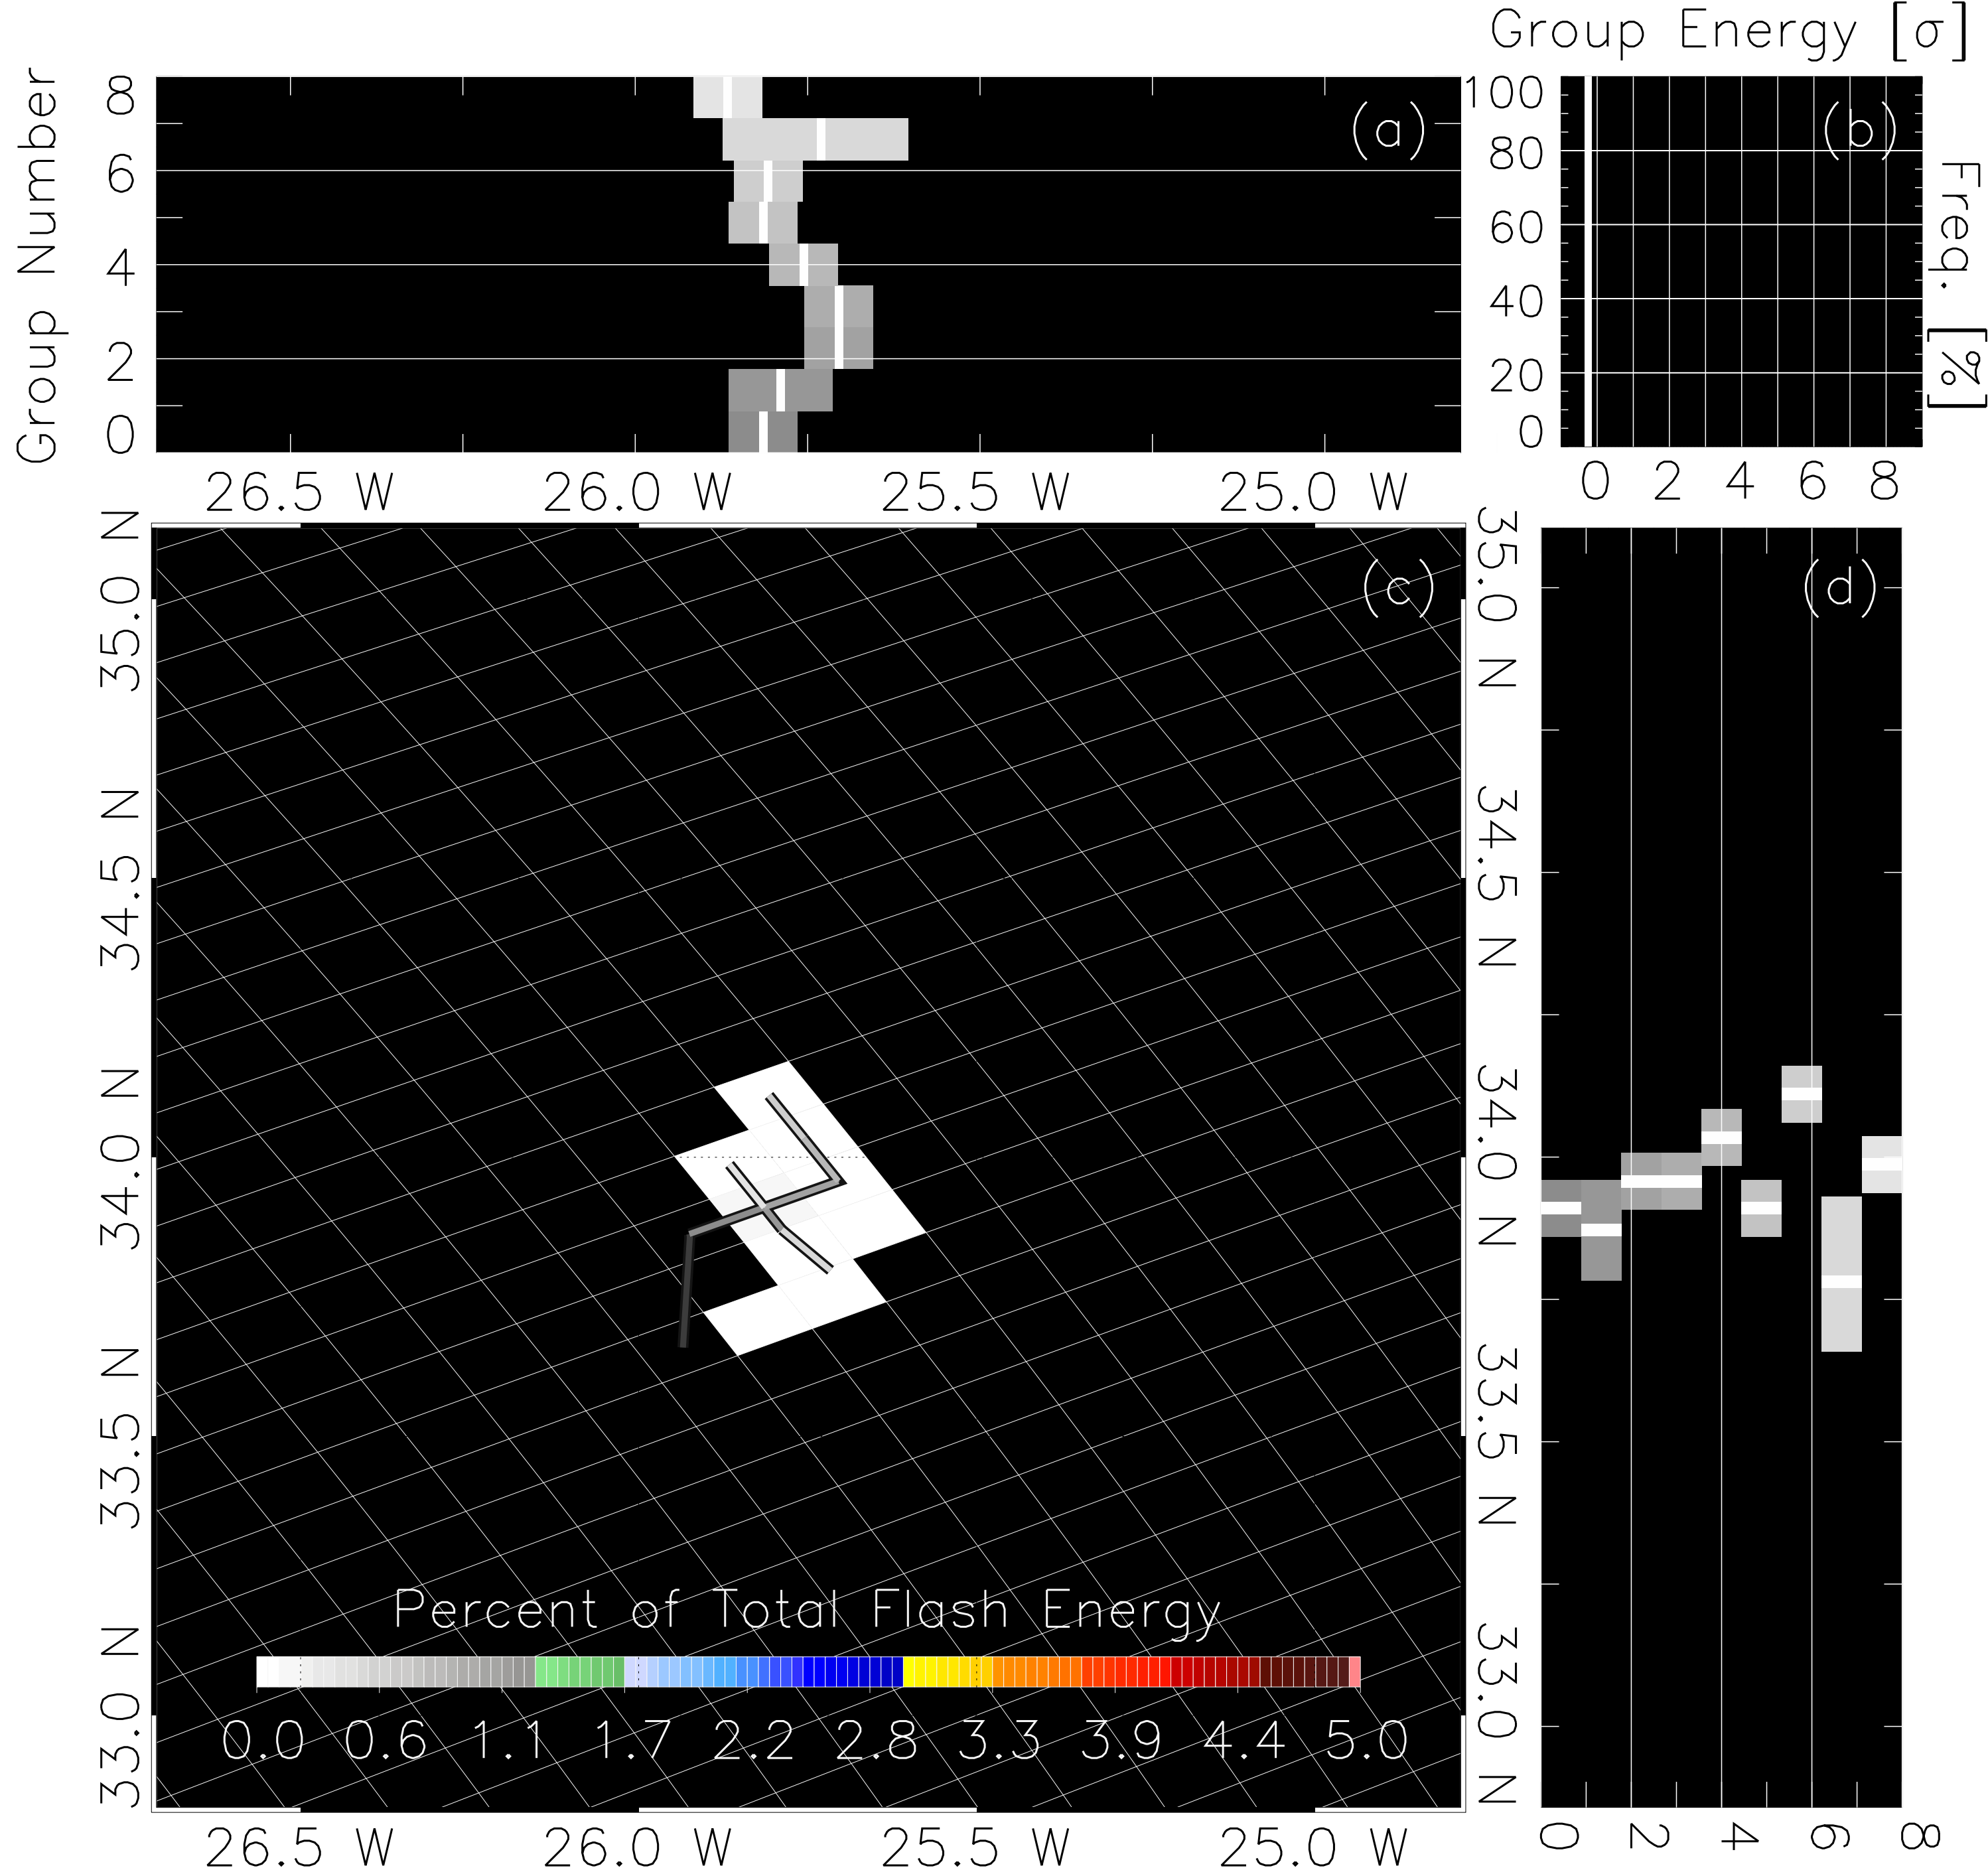 Group Energy [σ]
Group Number
8
6
4
2
0
(a)
26.5 W 26.0 W 25.5 W 25.0 W
100
80
60
40
20
0
(b)
Freq. [%]
0 2 4 6 8
35.0 N
34.5 N
34.0 N
33.5 N
33.0 N
(c)
Percent of Total Flash Energy
0.0 0.6 1.1 1.7 2.2 2.8 3.3 3.9 4.4 5.0
26.5 W 26.0 W 25.5 W 25.0 W
35.0 N
34.5 N
34.0 N
33.5 N
33.0 N
(d)
0 2 4 6 8